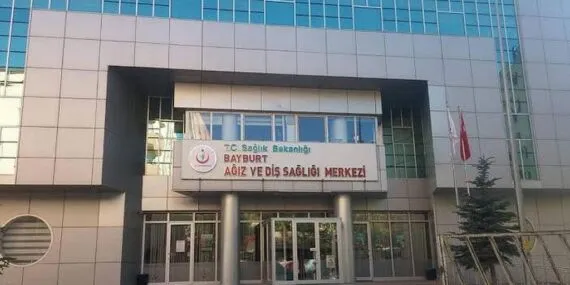 T.C. Sağlık Bakanlığı
BAYBURT
AĞIZ VE DİŞ SAĞLIĞI MERKEZİ